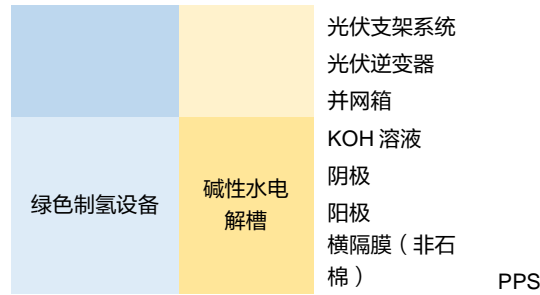 光伏支架系统
光伏逆变器
并网箱
KOH 溶液
绿色制氢设备
碱性水电
解槽
阴极
阳极
横隔膜（非石
棉） PPS